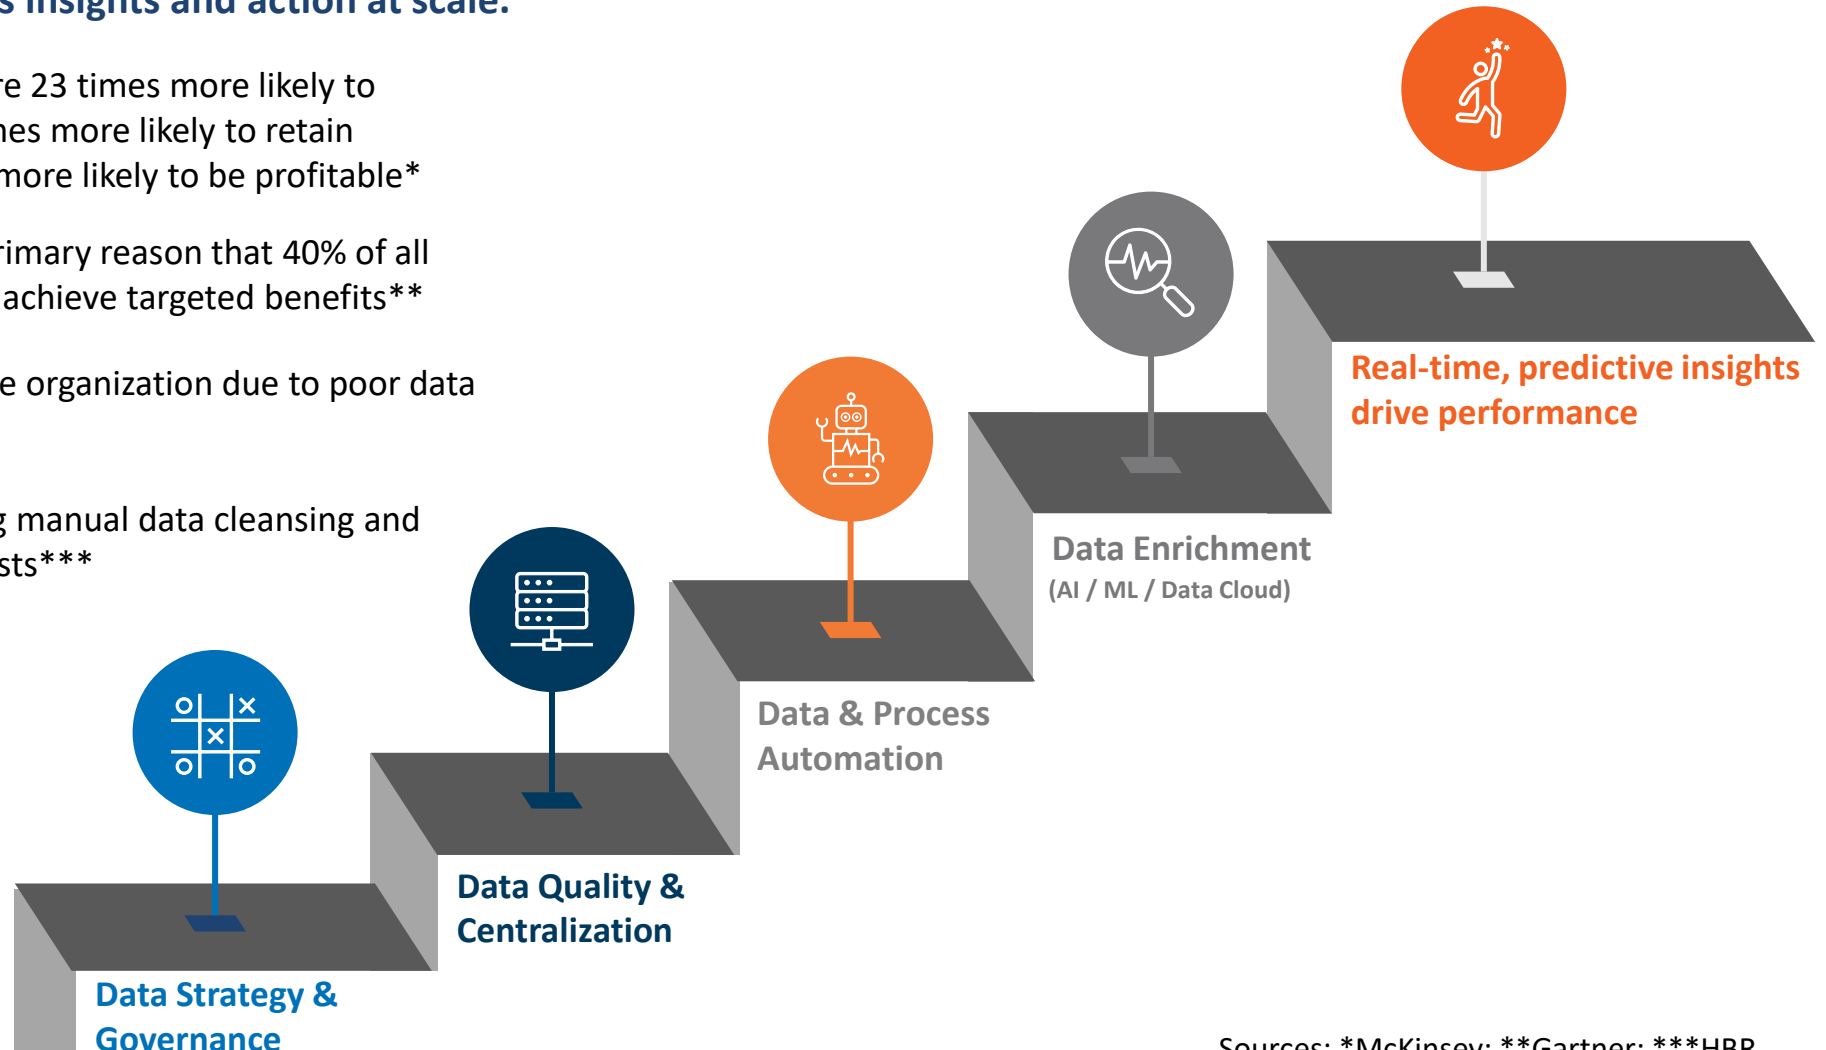 s insights and action at scale.
re 23 times more likely to
nes more likely to retain
more likely to be profitable*
rimary reason that 40% of all
achieve targeted benefits**
e organization due to poor data
g manual data cleansing and
sts***
Real-time, predictive insights
drive performance
Data Enrichment
(AI / ML / Data Cloud)
Data & Process
Automation
Data Quality &
Centralization
Data Strategy &
Governance
Sources: *McKinsey; **Gartner; ***HBR